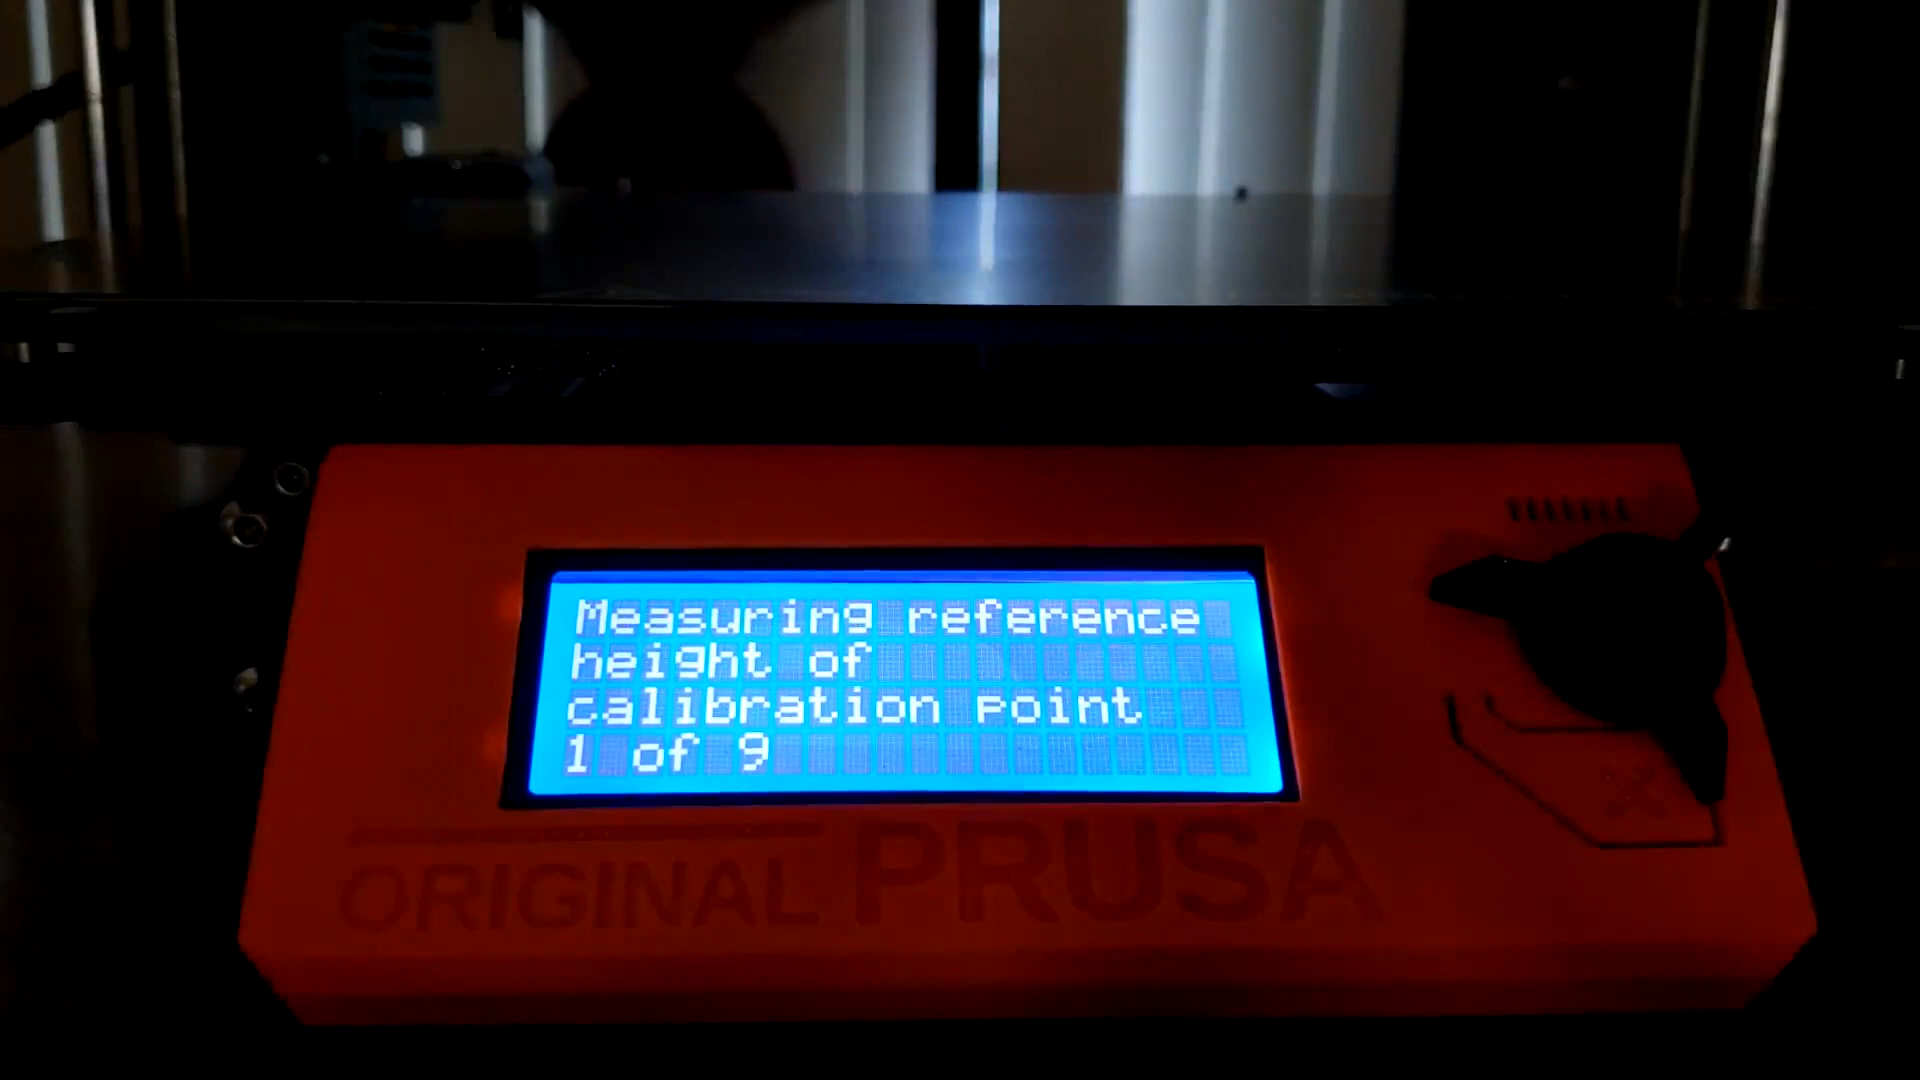 Measuring reference
height of
calibration point
1 of 9
ORIGINAL PRUSA